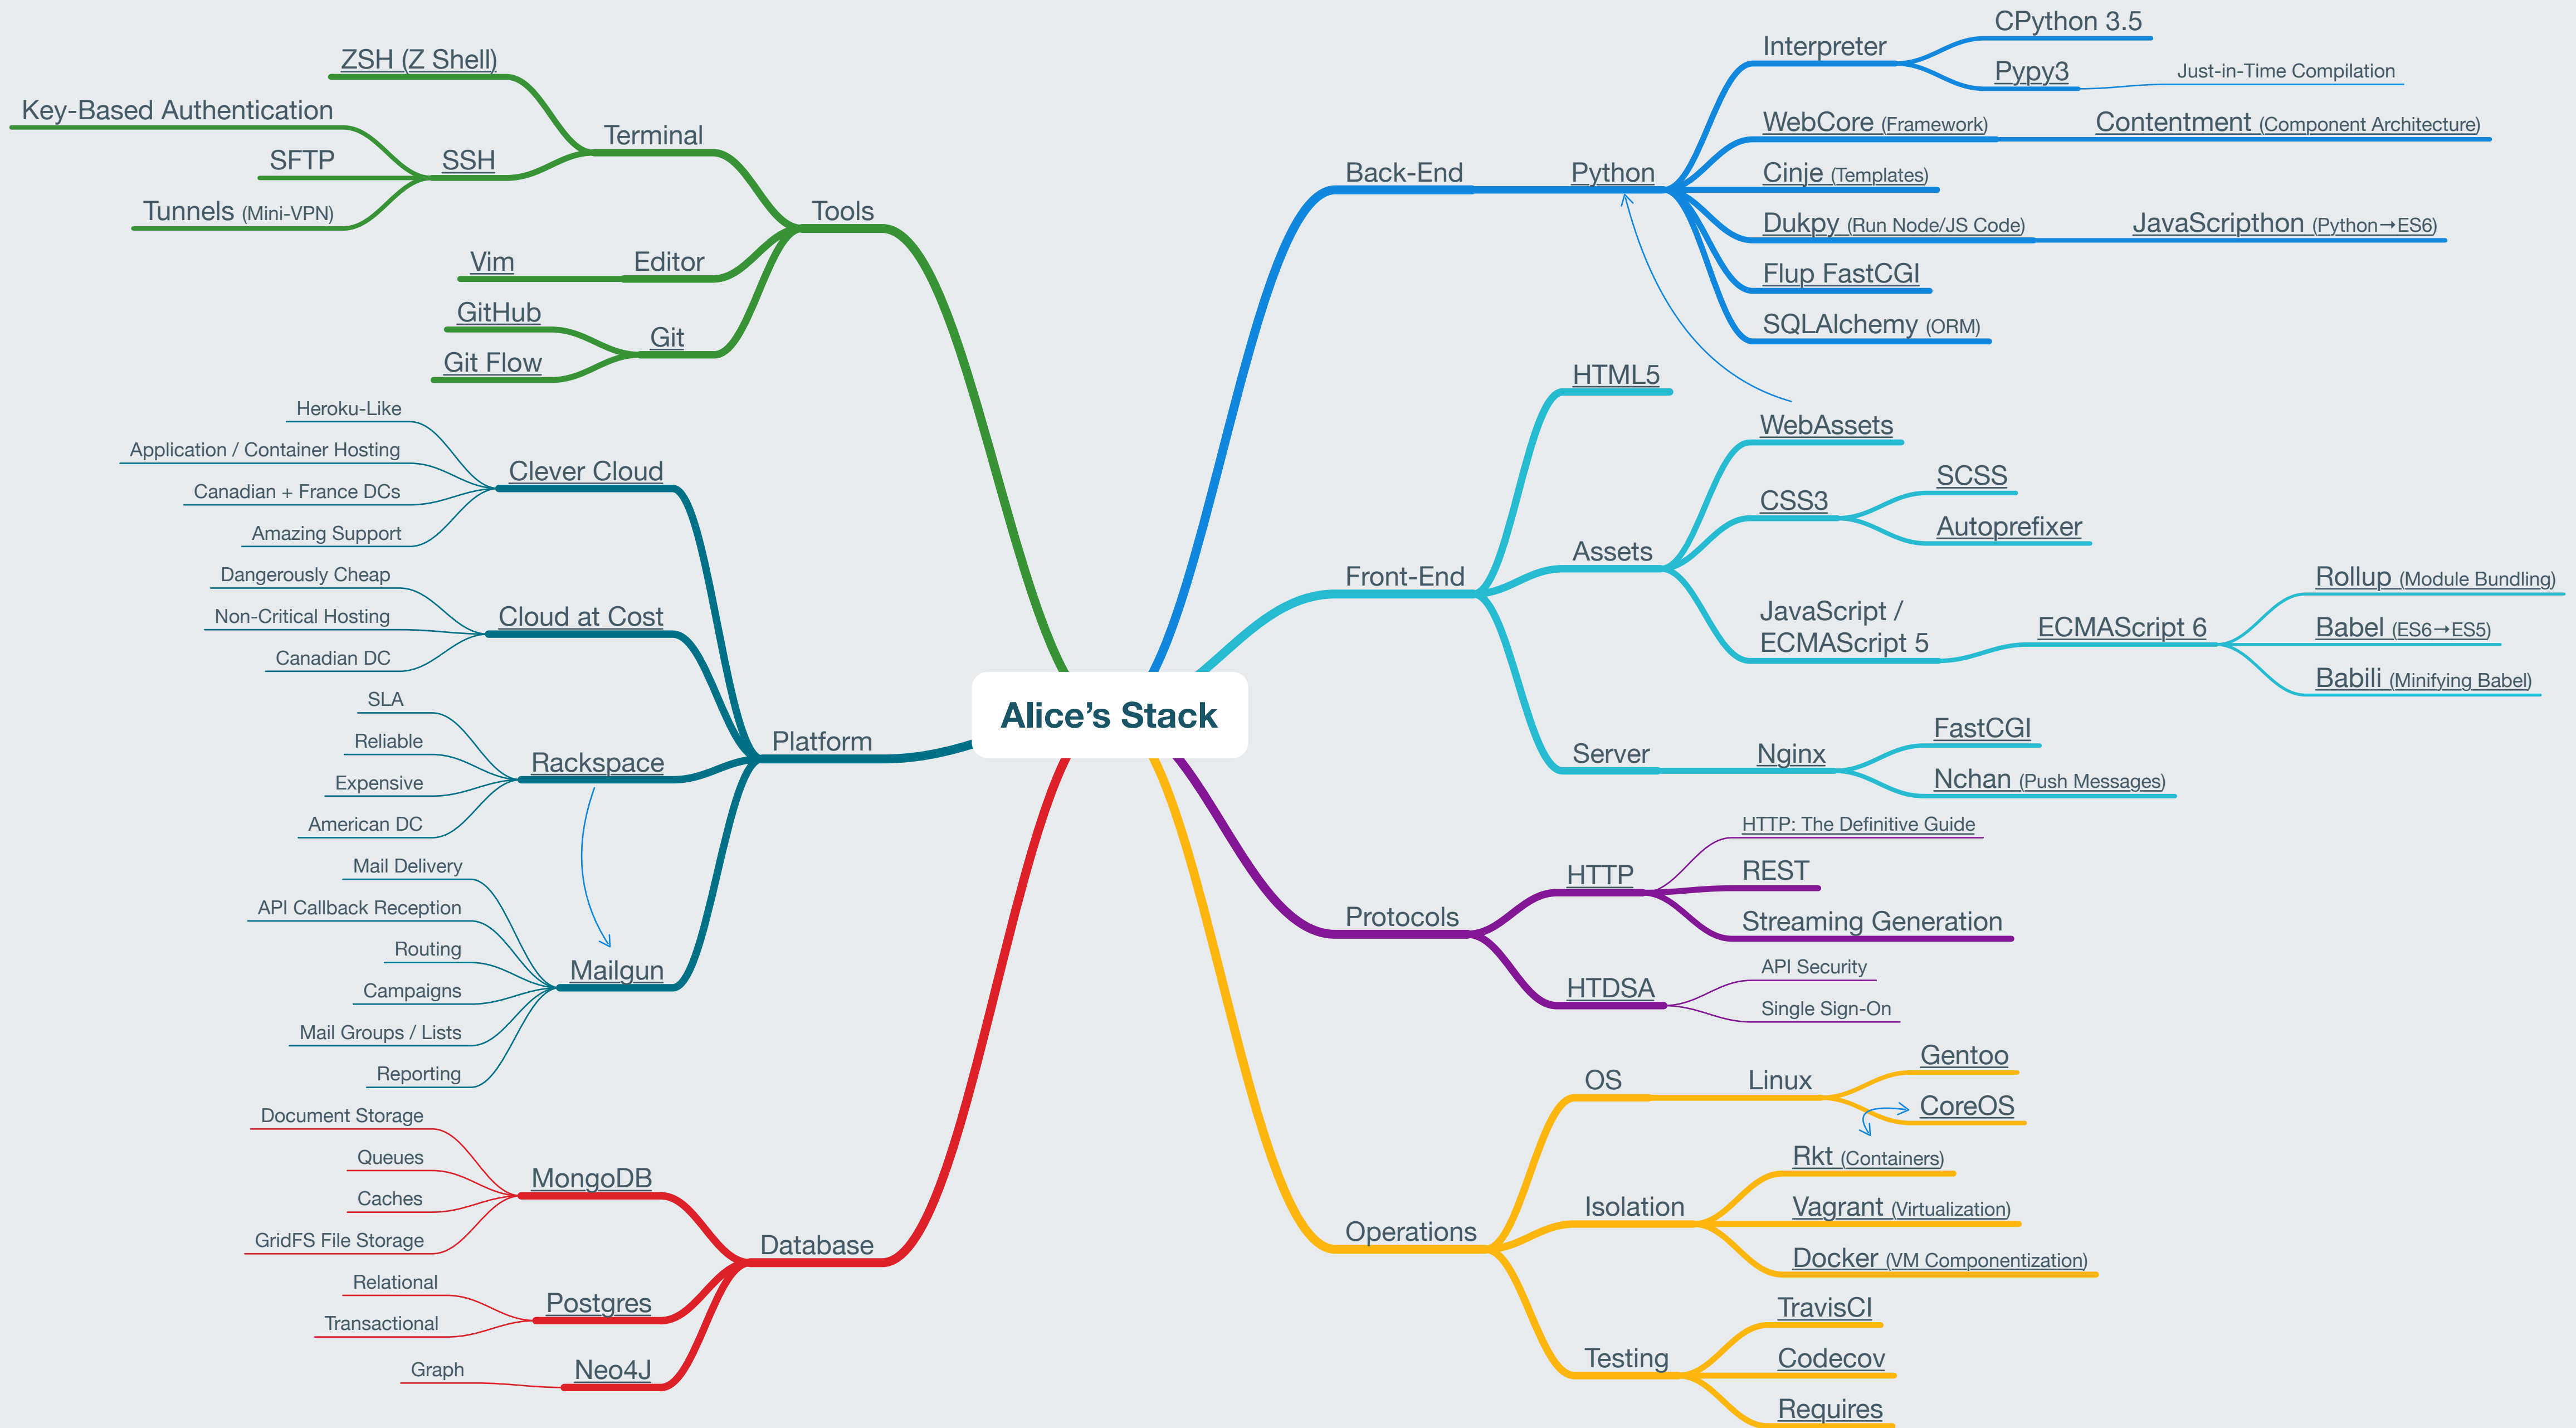 Alice’s Stack
Tools
Terminal
ZSH (Z Shell)
SSH
Key-Based Authentication
SFTP
Tunnels (Mini-VPN)
Editor
Vim
Git
GitHub
Git Flow
Platform
Clever Cloud
Heroku-Like
Application / Container Hosting
Canadian + France DCs
Amazing Support
Cloud at Cost
Dangerously Cheap
Non-Critical Hosting
Canadian DC
Rackspace
SLA
Reliable
Expensive
American DC
Mailgun
Mail Delivery
API Callback Reception
Routing
Campaigns
Mail Groups / Lists
Reporting
Database
MongoDB
Document Storage
Queues
Caches
GridFS File Storage
Postgres
Relational
Transactional
Neo4J
Graph
Back-End
Python
Interpreter
CPython 3.5
Pypy3
Just-in-Time Compilation
WebCore (Framework)
Contentment (Component Architecture)
Cinje (Templates)
Dukpy (Run Node/JS Code)
JavaScripthon (Python→ES6)
Flup FastCGI
SQLAlchemy (ORM)
Front-End
HTML5
Assets
WebAssets
CSS3
SCSS
Autoprefixer
JavaScript /
ECMAScript 5
ECMAScript 6
Rollup (Module Bundling)
Babel (ES6→ES5)
Babili (Minifying Babel)
Server
Nginx
FastCGI
Nchan (Push Messages)
Protocols
HTTP
HTTP: The Definitive Guide
REST
Streaming Generation
HTDSA
API Security
Single Sign-On
Operations
OS
Linux
Gentoo
CoreOS
Isolation
Rkt (Containers)
Vagrant (Virtualization)
Docker (VM Componentization)
Testing
TravisCI
Codecov
Requires